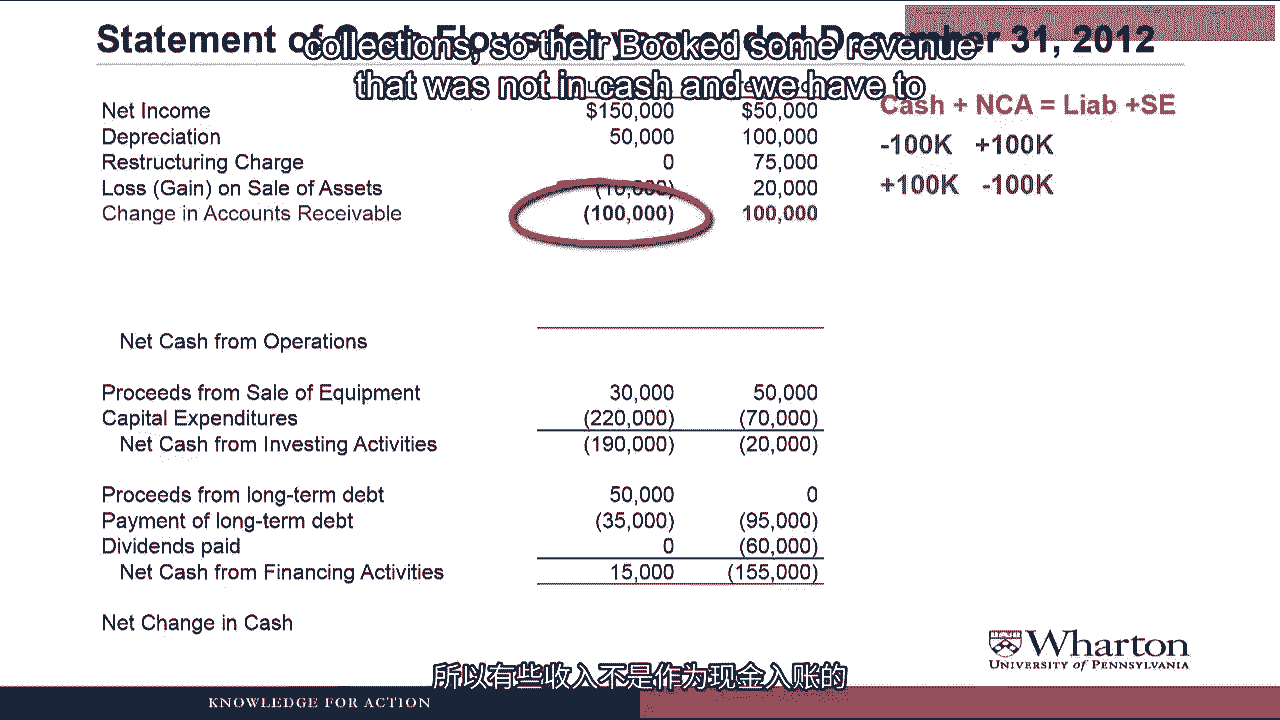 Statement of Cash Flows for year ended December 31, 2012
collections, so their Booked some revenue
that was not in cash and we have to
Net Income $150,000 $50,000
Depreciation 50,000 100,000
Restructuring Charge 0 75,000
Loss (Gain) on Sale of Assets (10,000) 20,000
Change in Accounts Receivable (100,000) 100,000
Net Cash from Operations
Proceeds from Sale of Equipment 30,000 50,000
Capital Expenditures (220,000) (70,000)
Net Cash from Investing Activities (190,000) (20,000)
Proceeds from long-term debt 50,000 0
Payment of long-term debt (35,000) (95,000)
Dividends paid 0 (60,000)
Net Cash from Financing Activities 15,000 (155,000)
Net Change in Cash
Cash + NCA = Liab +SE
-100K +100K
+100K -100K
Wharton
UNIVERSITY of PENNSYLVANIA
所以有些收入不是作为现金入账的
KNOWLEDGE FOR ACTION